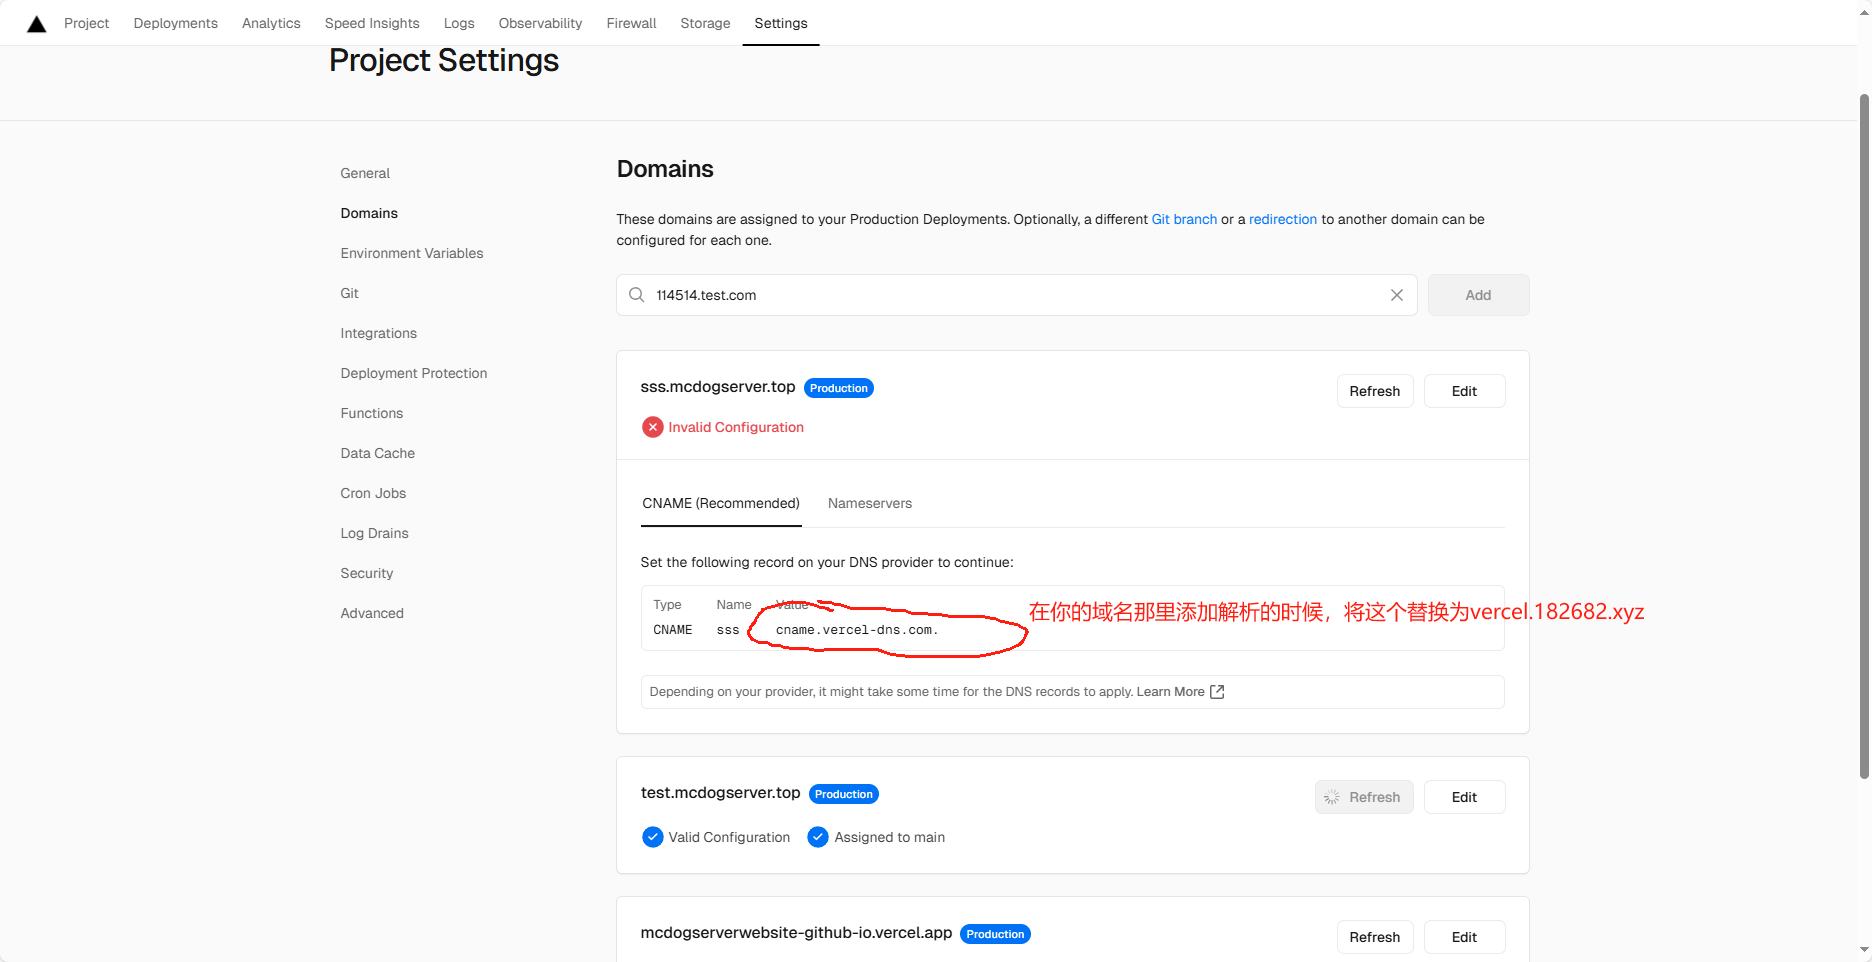 Project Deployments Analytics Speed Insights Logs Observability Firewall Storage Settings
Project Settings
General
Domains
Environment Variables
Git
Integrations
Deployment Protection
Functions
Data Cache
Cron Jobs
Log Drains
Security
Advanced
Domains
These domains are assigned to your Production Deployments. Optionally, a different Git branch or a redirection to another domain can be
configured for each one.
114514.test.com Add
sss.mcdogserver.top Production Refresh Edit
Invalid Configuration
CNAME (Recommended) Nameservers
Set the following record on your DNS provider to continue:
Type Name Value
CNAME sss cname.vercel-dns.com.
在你的域名那里添加解析的时候，将这个替换为vercel.182682.xyz
Depending on your provider, it might take some time for the DNS records to apply. Learn More
test.mcdogserver.top Production Refresh Edit
Valid Configuration Assigned to main
mcdogserverwebsite-github-io.vercel.app Production Refresh Edit